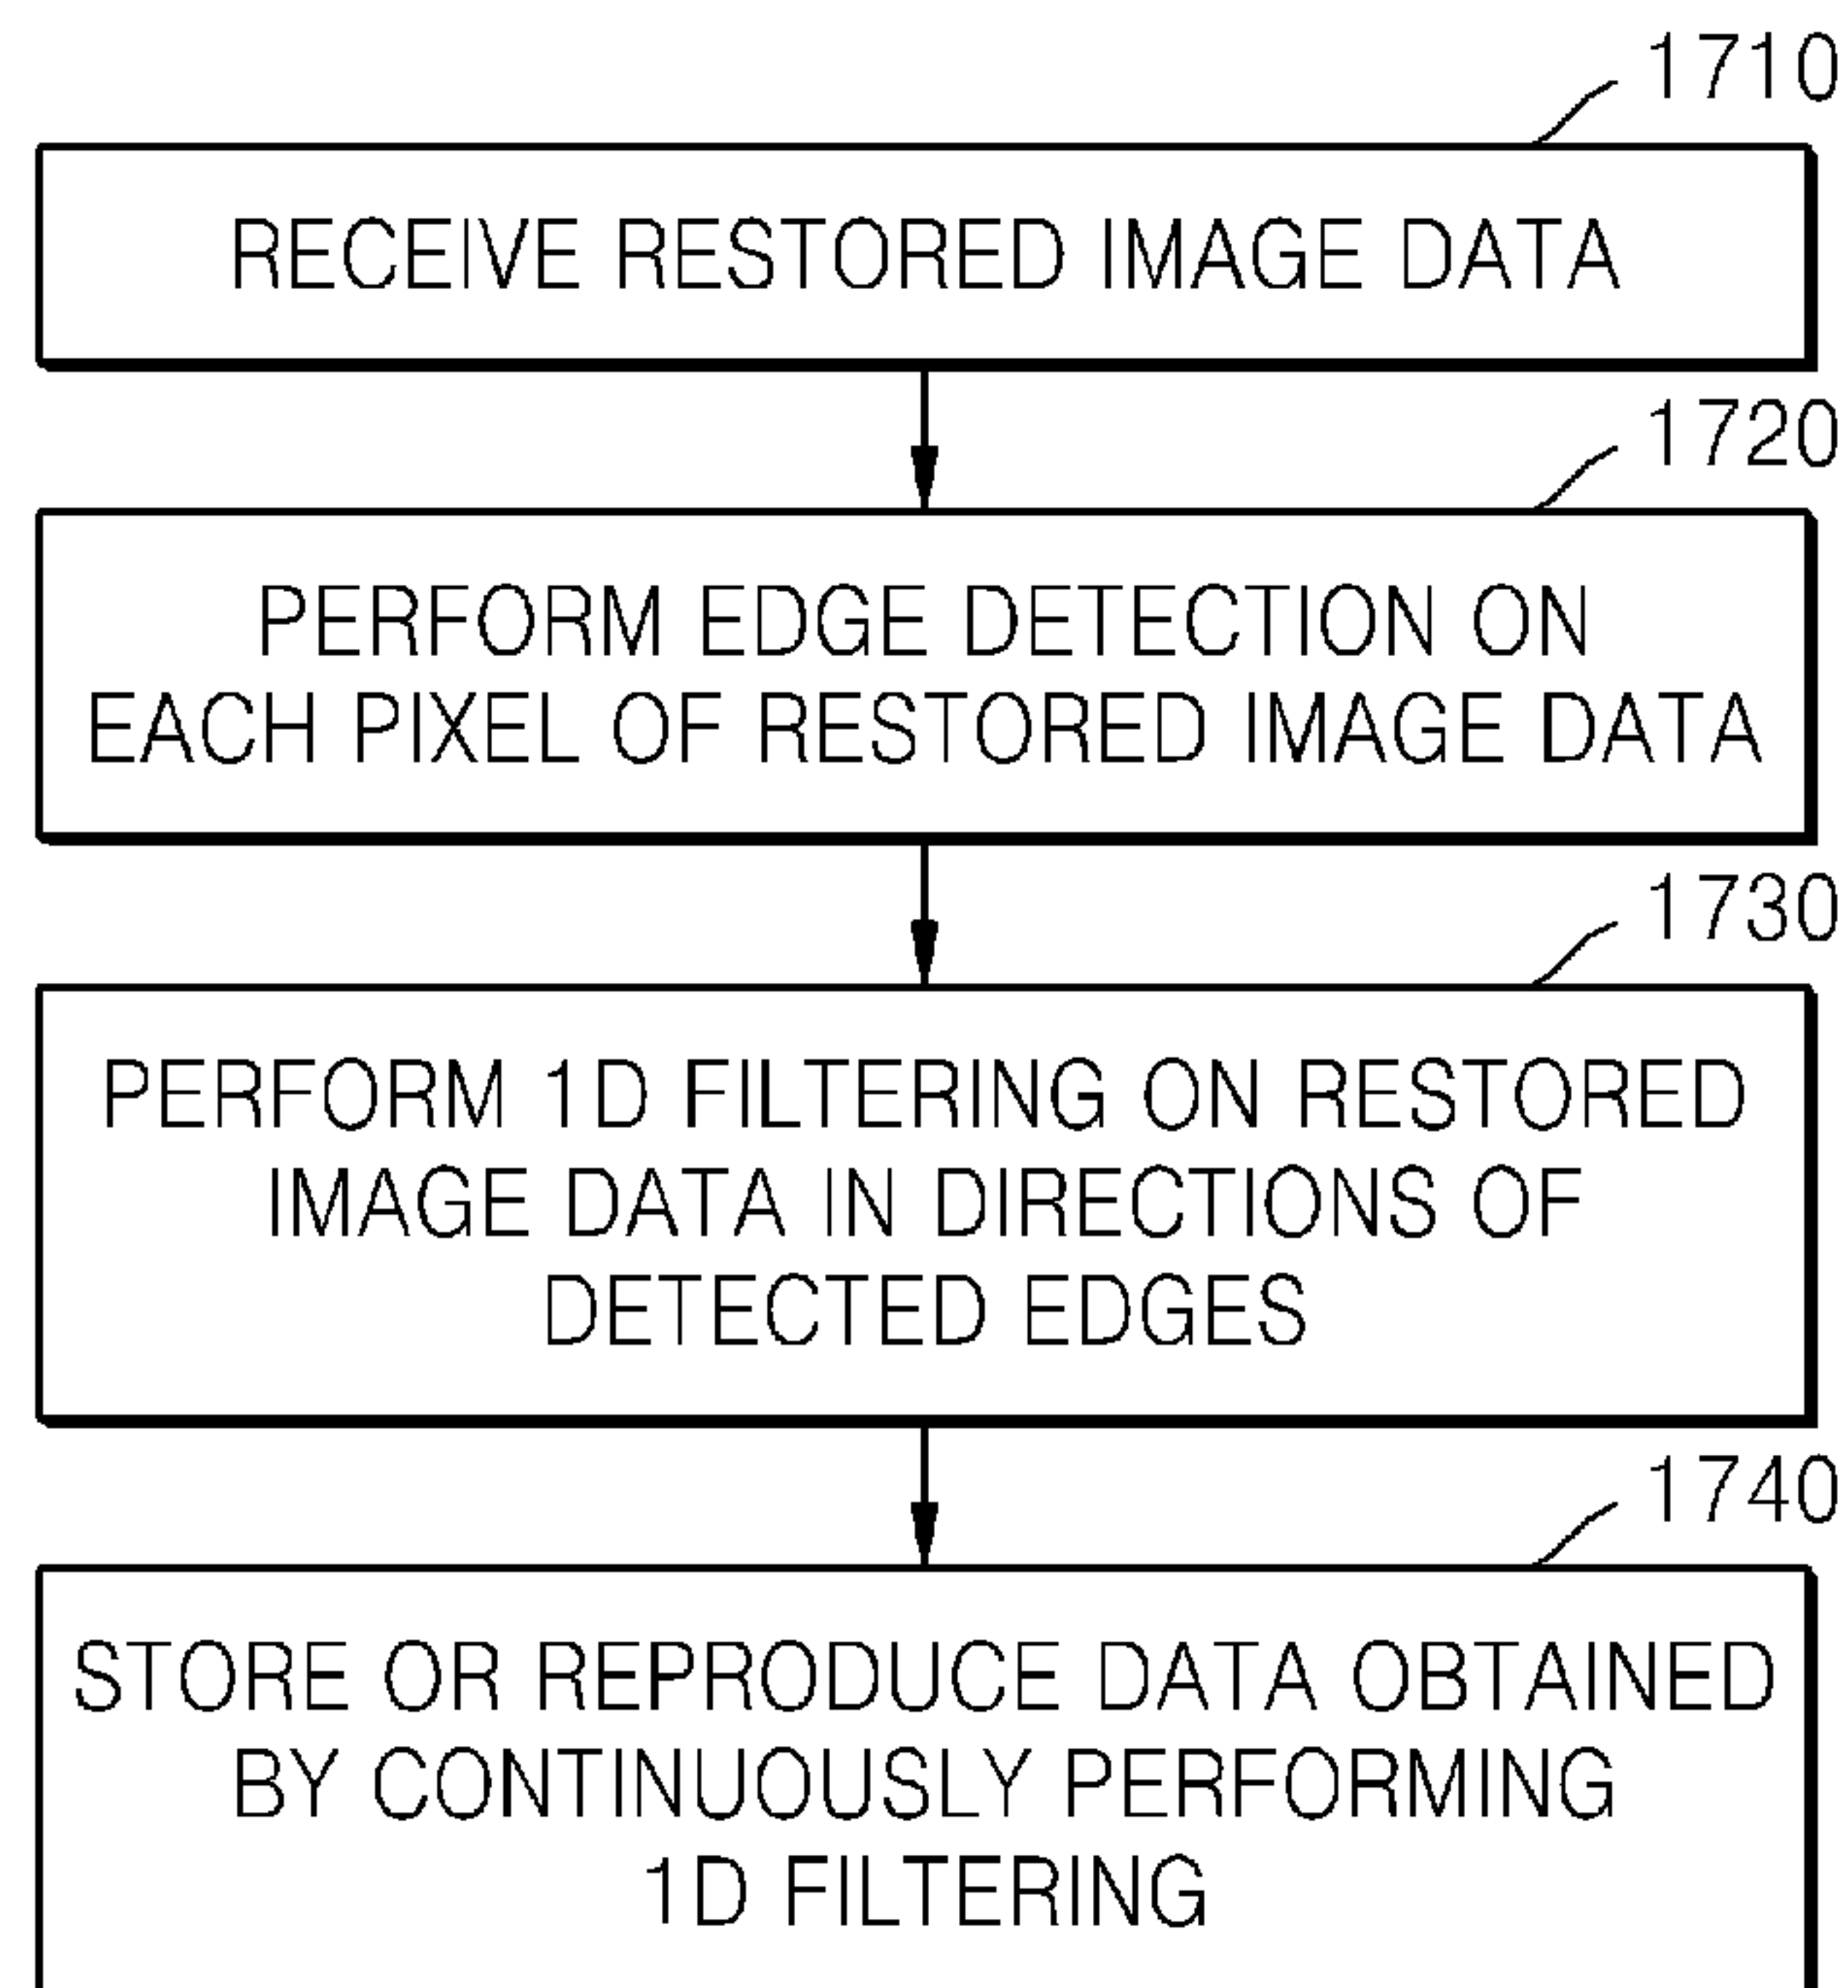 1710
RECEIVE RESTORED IMAGE DATA
1720
PERFORM EDGE DETECTION ON
EACH PIXEL OF RESTORED IMAGE DATA
1730
PERFORM 1D FILTERING ON RESTORED
IMAGE DATA IN DIRECTIONS OF
DETECTED EDGES
1740
STORE OR REPRODUCE DATA OBTAINED
BY CONTINUOUSLY PERFORMING
1D FILTERING